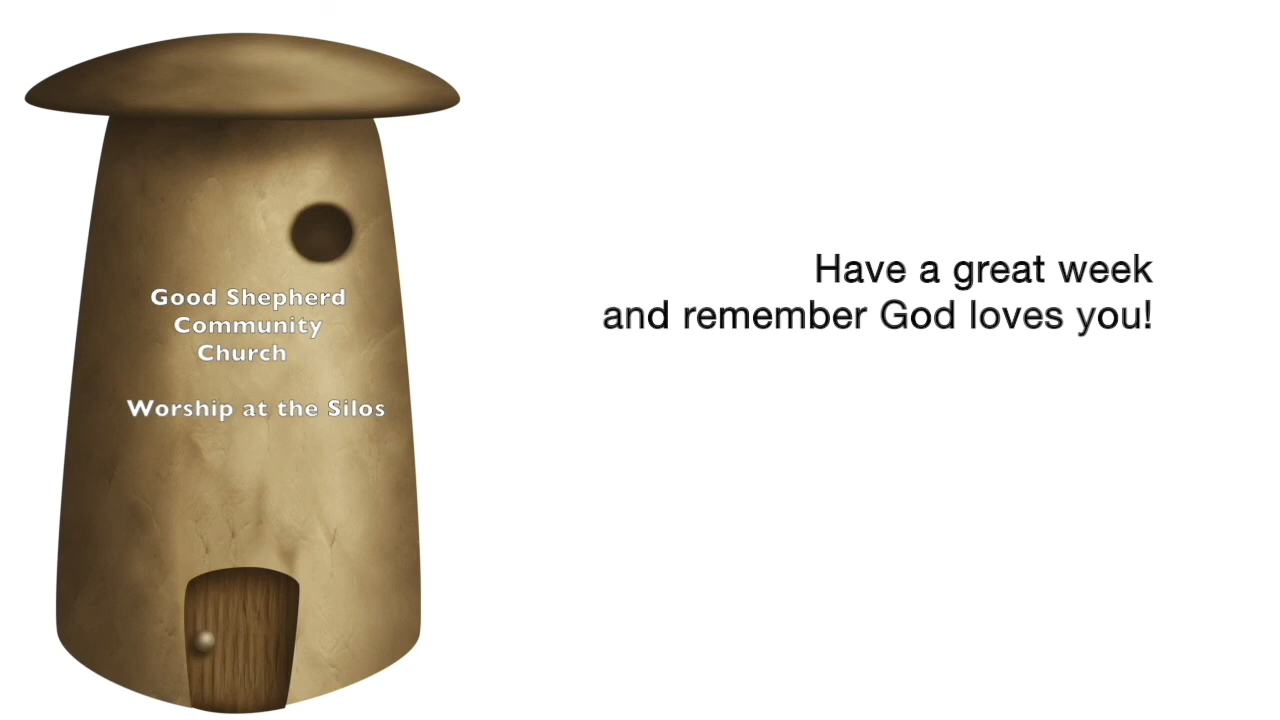 Good Shepherd
Community
Church
Worship at the Silos
Have a great week
and remember God loves you!